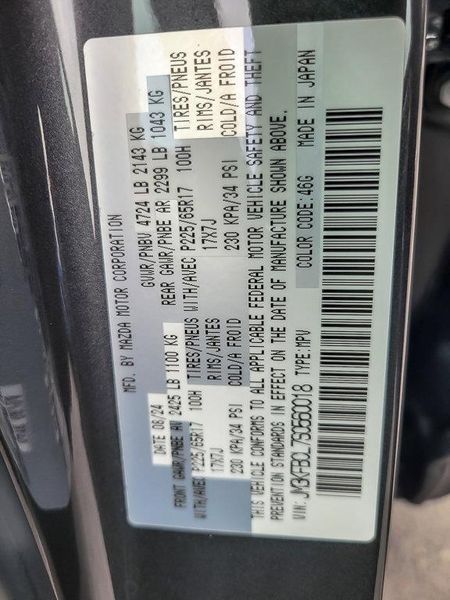 MFD. BY MAZDA MOTOR CORPORATION
DATE 08/24 GVWR/PNBV 4724 LB 2143 KG
FRONT GAWR/PNBE AV 2425 LB 1100 KG REAR GAWR/PNBE AR 2299 LB 1043 KG
WITH/AVEC P225/65R17 100H TIRES/PNEUS WITH/AVEC P225/65R17 100H TIRES/PNEUS
17X7J RIMS/JANTES 17X7J RIMS/JANTES
230 KPA/34 PSI COLD/A FROID 230 KPA/34 PSI COLD/A FROID
THIS VEHICLE CONFORMS TO ALL APPLICABLE FEDERAL MOTOR VEHICLE SAFETY AND THEFT
PREVENTION STANDARDS IN EFFECT ON THE DATE OF MANUFACTURE SHOWN ABOVE.
COLOR CODE:46G MADE IN JAPAN
VIN: JM3KFBCL7S0560018 TYPE:MPV